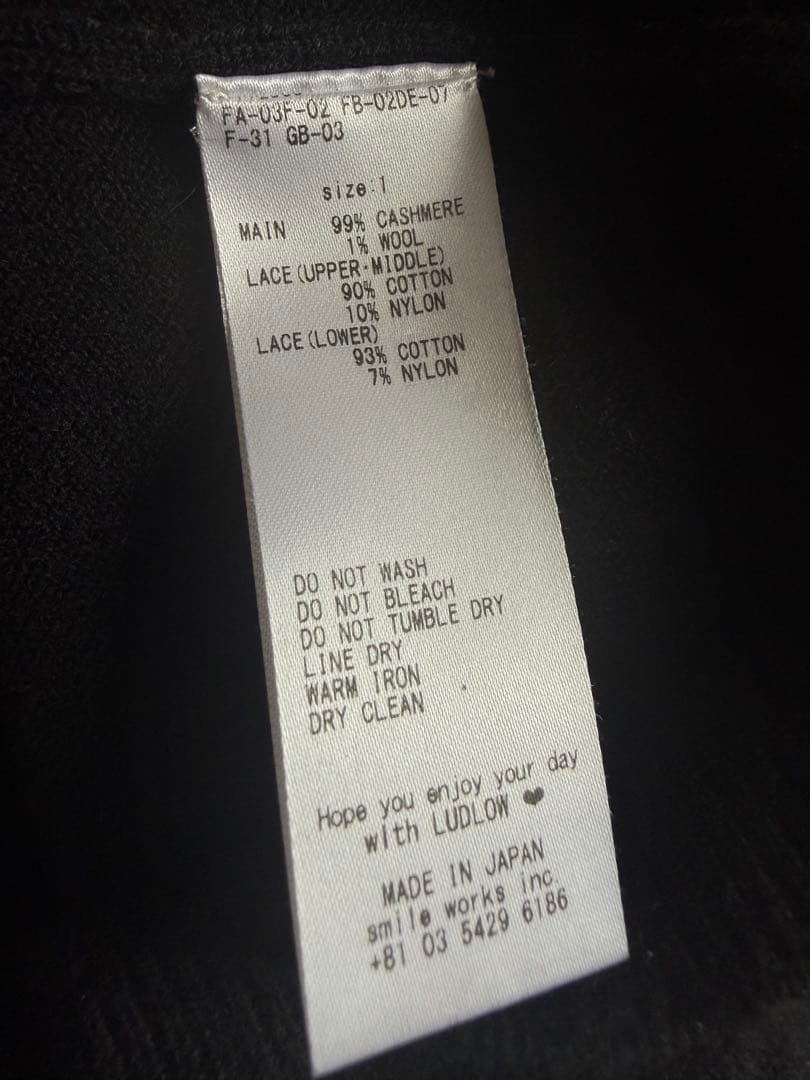 FA-03F-02 FB-02DE-07
F-31 GB-03
size:1
MAIN 99% CASHMERE
1% WOOL
LACE(UPPER・MIDDLE)
90% COTTON
10% NYLON
LACE(LOWER)
93% COTTON
7% NYLON
DO NOT WASH
DO NOT BLEACH
DO NOT TUMBLE DRY
LINE DRY
WARM IRON
DRY CLEAN
Hope you enjoy your day
with LUDLOW ❤
MADE IN JAPAN
smile works inc.
+81 03 5429 6186